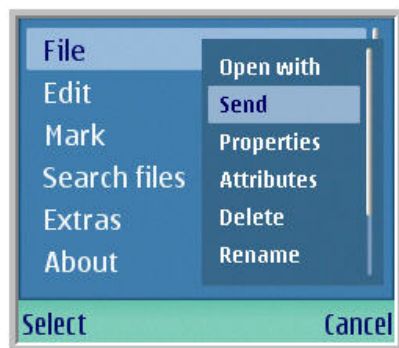 File
Edit
Mark
Search files
Extras
About
Open with
Send
Properties
Attributes
Delete
Rename
Select Cancel